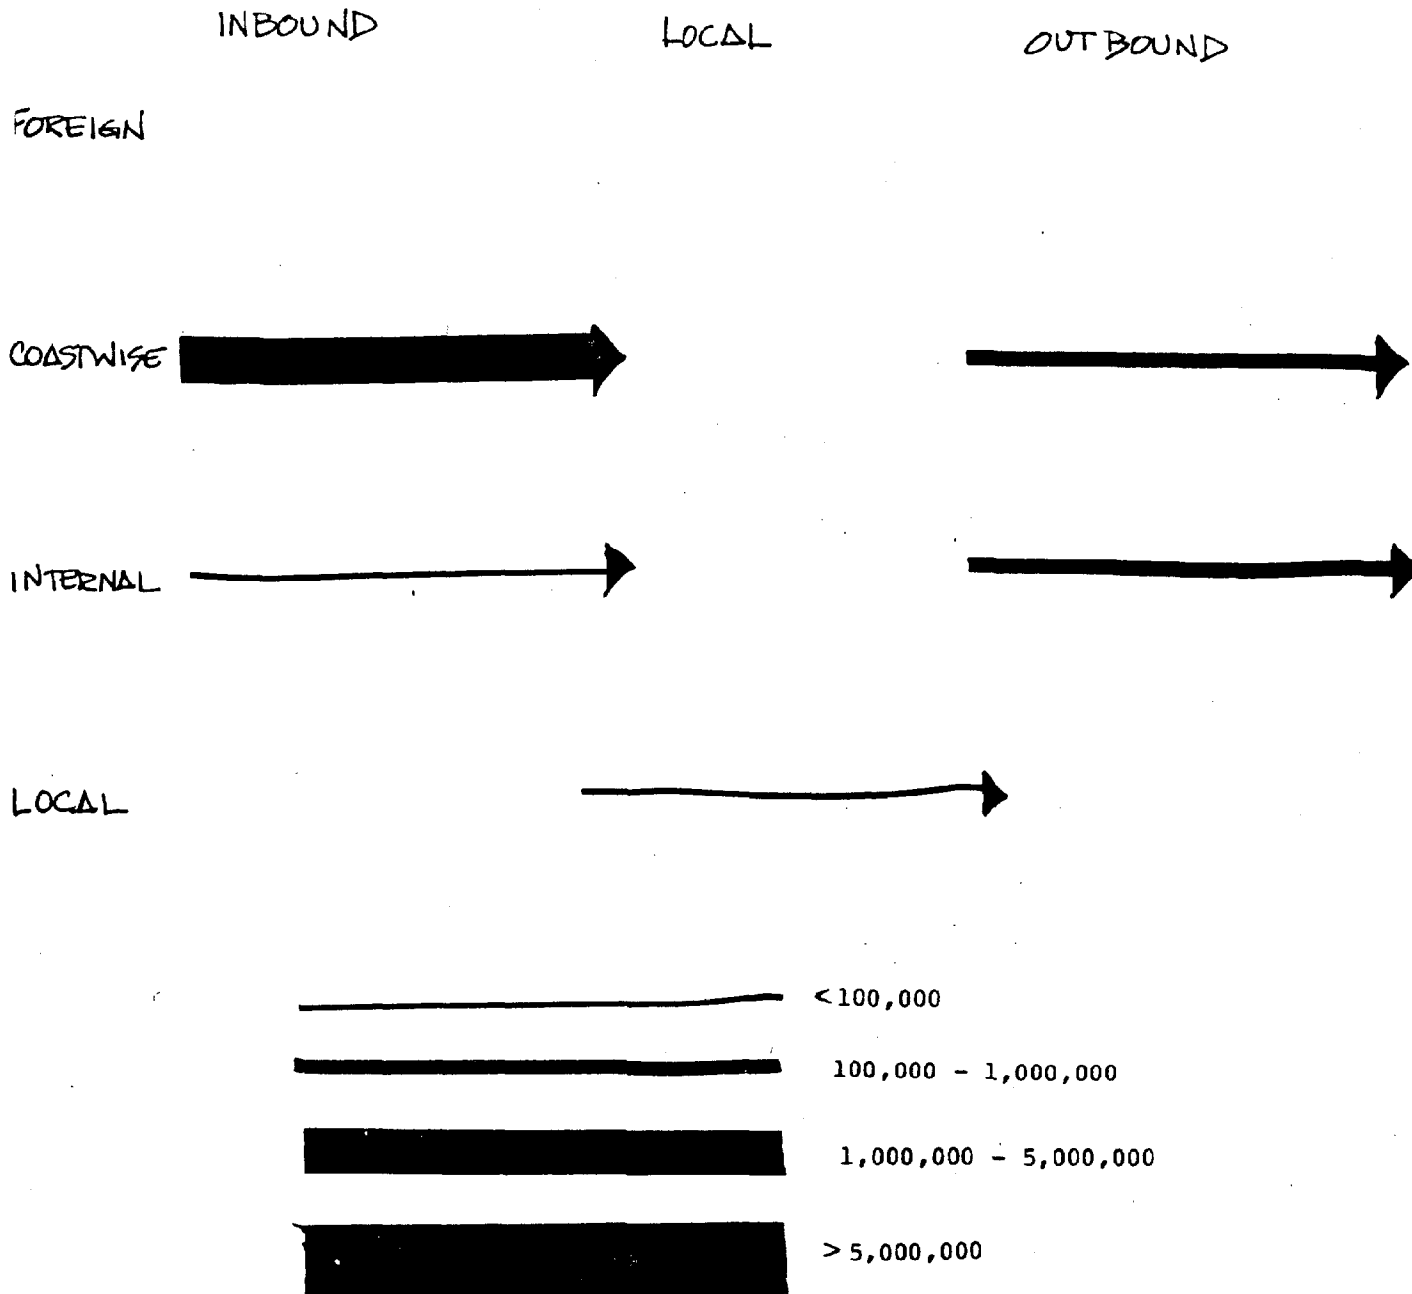 INBOUND LOCAL OUTBOUND
FOREIGN
COASTWISE
INTERNAL
LOCAL
<100,000
100,000 - 1,000,000
1,000,000 - 5,000,000
>5,000,000